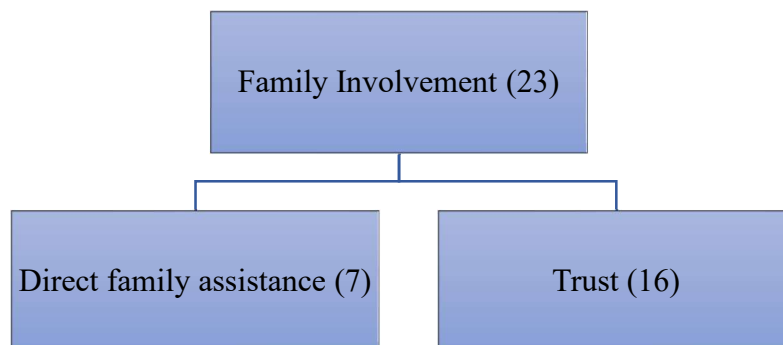 Family Involvement (23)
Direct family assistance (7)
Trust (16)